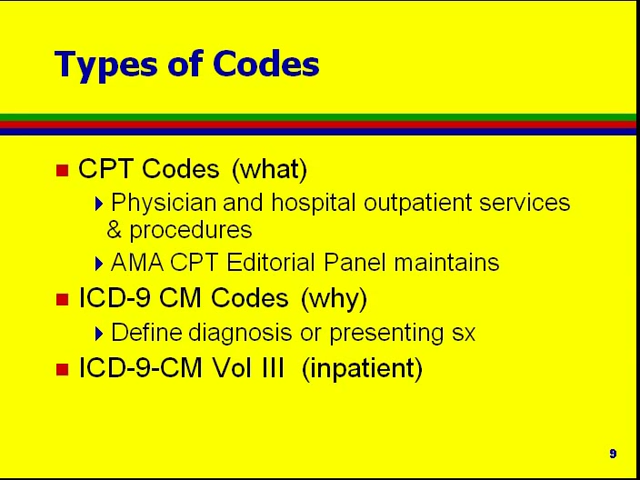 Types of Codes
CPT Codes (what)
Physician and hospital outpatient services
& procedures
AMA CPT Editorial Panel maintains
ICD-9 CM Codes (why)
Define diagnosis or presenting sx
ICD-9-CM Vol III (inpatient)
9